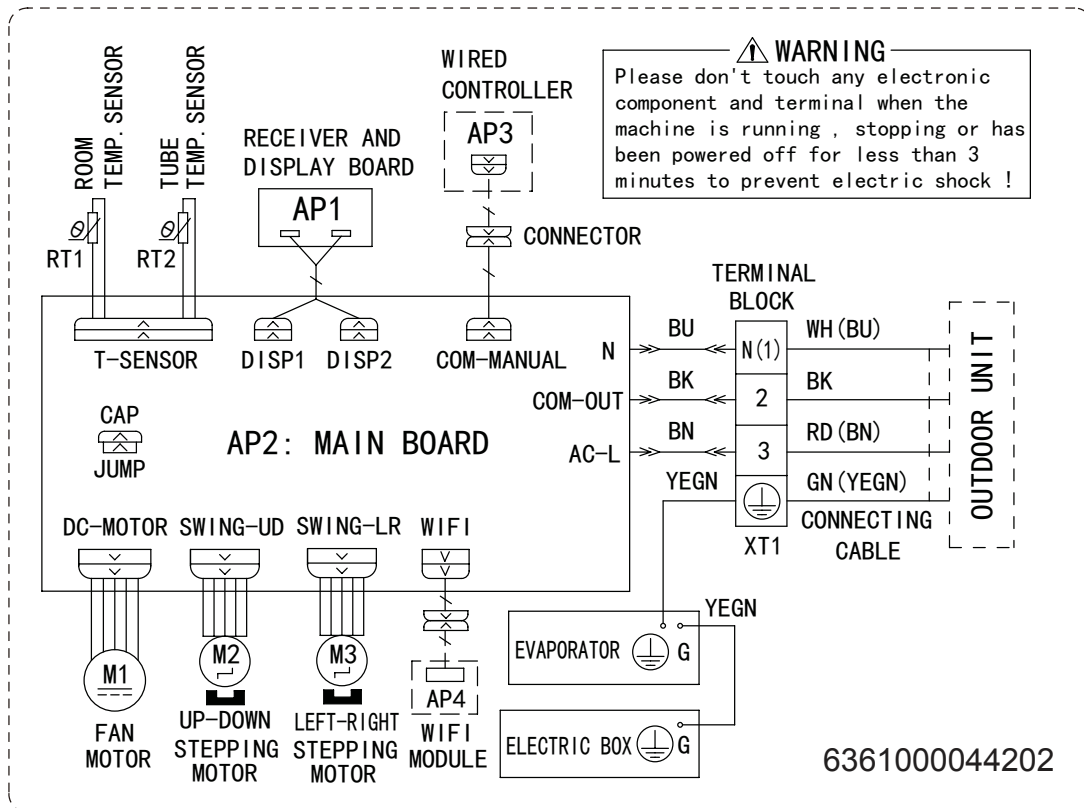 WARNING
Please don't touch any electronic
component and terminal when the
machine is running , stopping or has
been powered off for less than 3
minutes to prevent electric shock !
ROOM
TEMP. SENSOR
TUBE
TEMP. SENSOR
RT1
RT2
RECEIVER AND
DISPLAY BOARD
AP1
WIRED
CONTROLLER
AP3
CONNECTOR
T-SENSOR
DISP1
DISP2
COM-MANUAL
N
COM-OUT
AC-L
CAP
JUMP
AP2: MAIN BOARD
TERMINAL
BLOCK
BU
N(1)
WH(BU)
BK
2
BK
BN
3
RD(BN)
YEGN
GN(YEGN)
XT1
CONNECTING
CABLE
OUTDOOR UNIT
DC-MOTOR
SWING-UD
SWING-LR
WIFI
M1
FAN
MOTOR
M2
UP-DOWN
STEPPING
MOTOR
M3
LEFT-RIGHT
STEPPING
MOTOR
AP4
WIFI
MODULE
YEGN
EVAPORATOR
G
ELECTRIC BOX
G
6361000044202